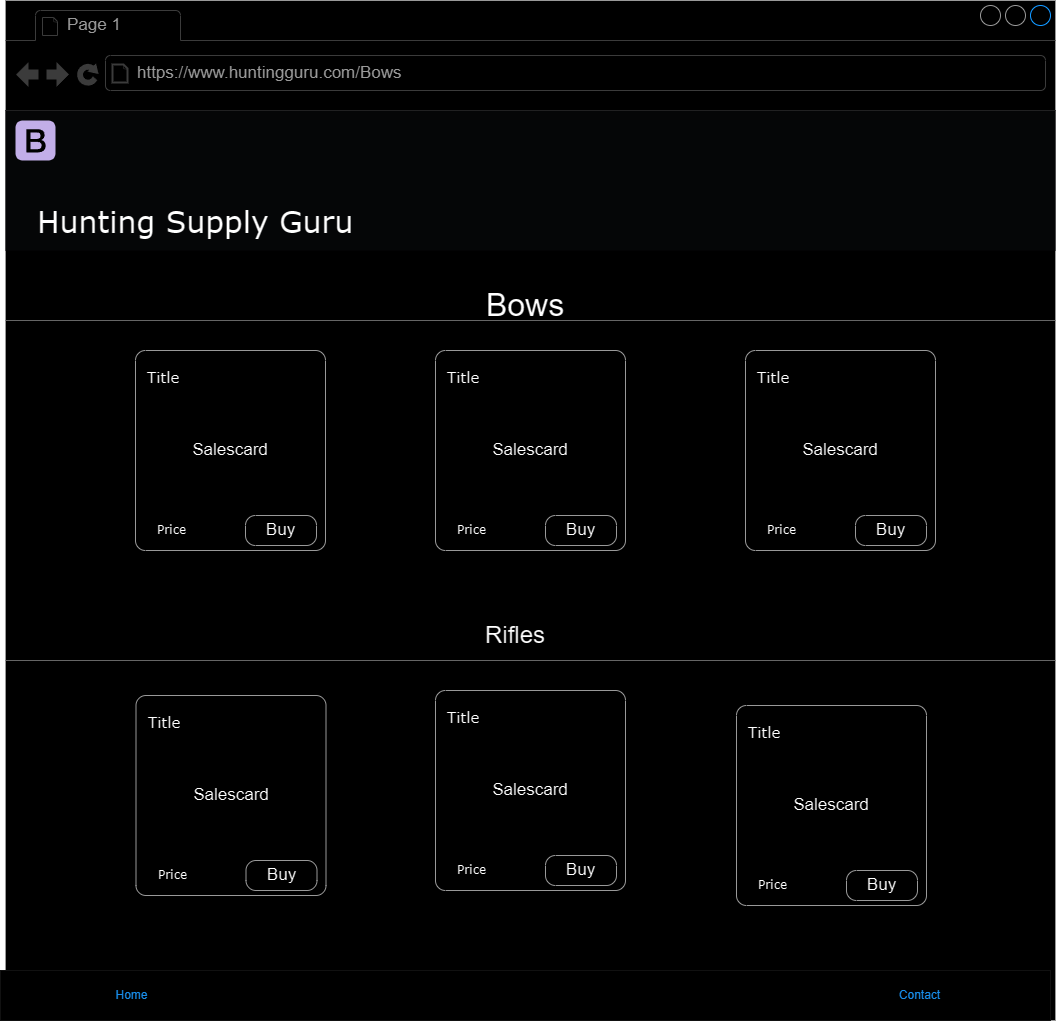 Page 1
https://www.huntingguru.com/Bows
B
Hunting Supply Guru
Bows
Title
Title
Title
Salescard
Salescard
Salescard
Price
Buy
Price
Buy
Price
Buy
Rifles
Title
Title
Title
Salescard
Salescard
Salescard
Price
Buy
Price
Buy
Price
Buy
Home
Contact